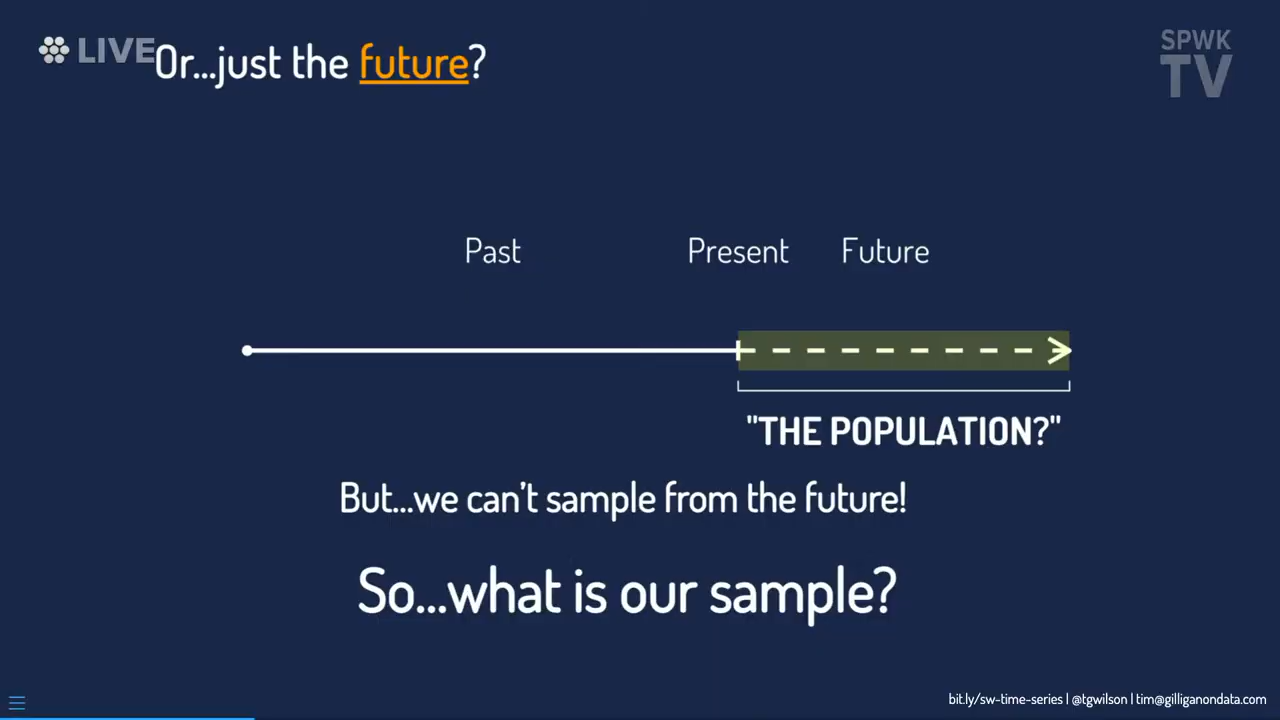 LIVE
Or...just the future?
SPWK
TV
Past Present Future
"THE POPULATION?"
But...we can't sample from the future!
So...what is our sample?
bit.ly/sw-time-series | @tgwilson | tim@gilliganondata.com